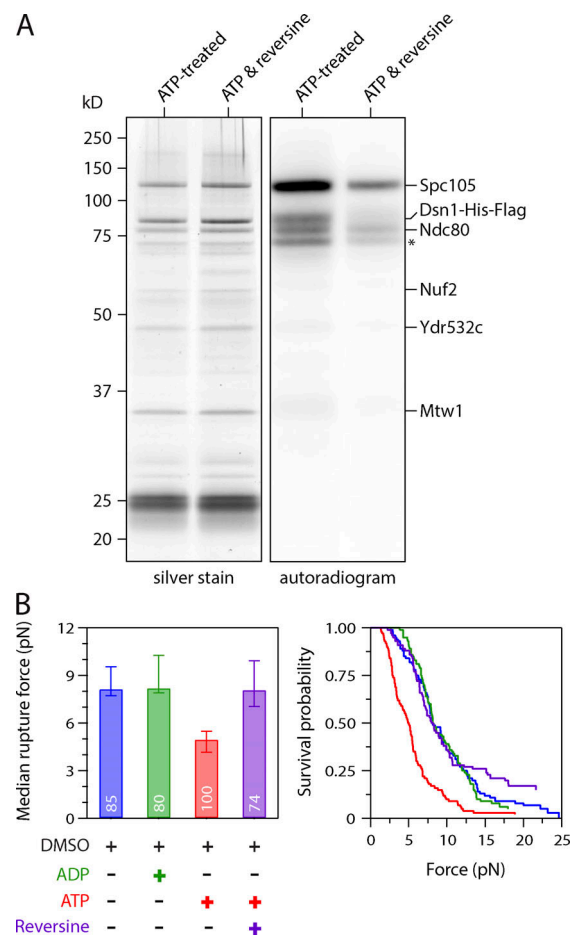 A
ATP-treated
ATP & reversine
ATP-treated
ATP & reversine
kD
250
150
100
75
50
37
25
20
Spc105
Dsn1-His-Flag
Ndc80
*
Nuf2
Ydr532c
Mtw1
silver stain
autoradiogram
B
Median rupture force (pN)
12
9
6
3
0
85
80
100
74
DMSO + + + +
ADP - + - -
ATP - - + +
Reversine - - - +
Survival probability
1.00
0.75
0.50
0.25
0 5 10 15 20 25
Force (pN)